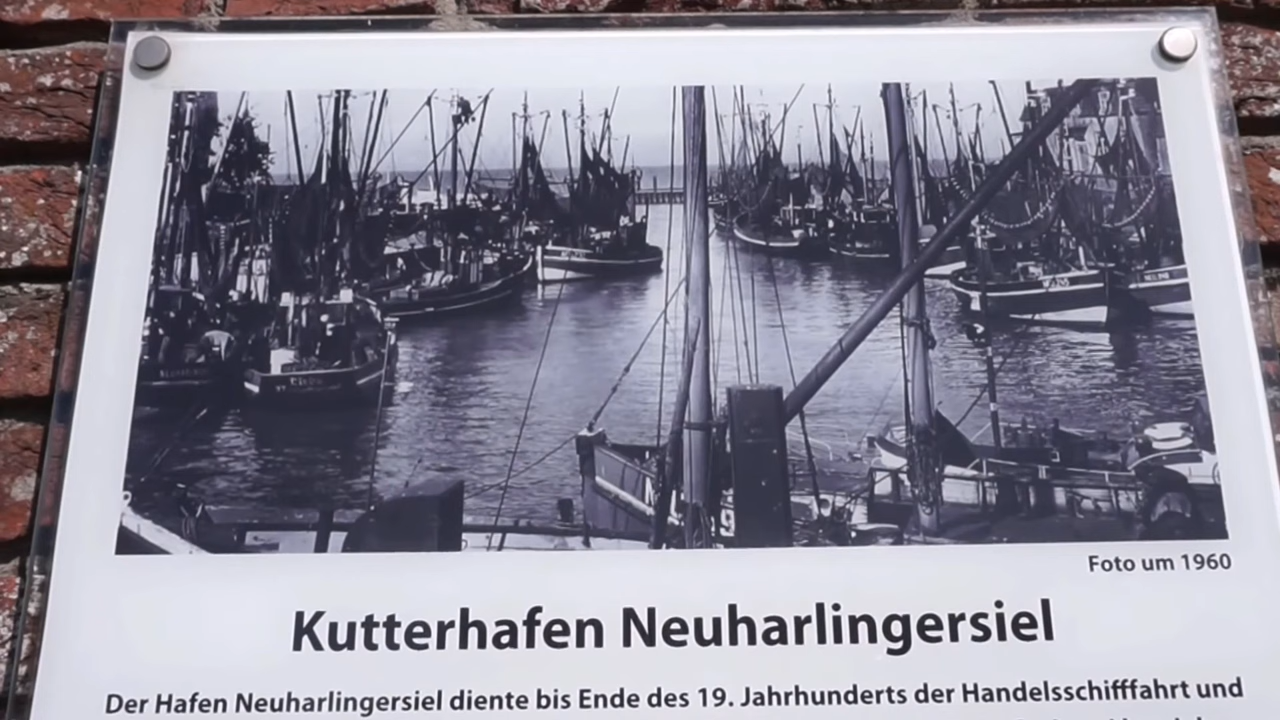 Foto um 1960
Kutterhafen Neuharlingersiel
Der Hafen Neuharlingersiel diente bis Ende des 19. Jahrhunderts der Handelsschifffahrt und